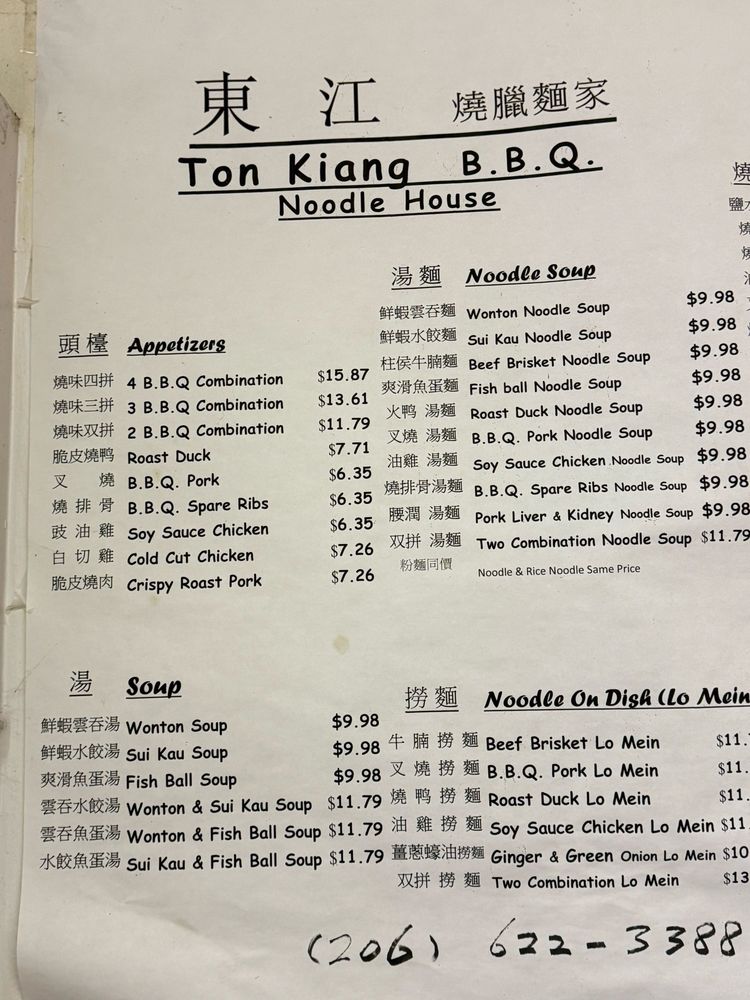 東 江 燒臘麵家
Ton Kiang B.B.Q.
Noodle House
頭檯 Appetizers
燒味四拼 4 B.B.Q Combination $15.87
燒味三拼 3 B.B.Q Combination $13.61
燒味双拼 2 B.B.Q Combination $11.79
脆皮燒鸭 Roast Duck $7.71
叉 燒 B.B.Q. Pork $6.35
燒 排 骨 B.B.Q. Spare Ribs $6.35
豉 油 雞 Soy Sauce Chicken $6.35
白 切 雞 Cold Cut Chicken $7.26
脆皮燒肉 Crispy Roast Pork $7.26
湯 Soup
鮮蝦雲吞湯 Wonton Soup $9.98
鮮蝦水餃湯 Sui Kau Soup $9.98
爽滑魚蛋湯 Fish Ball Soup $9.98
雲吞水餃湯 Wonton & Sui Kau Soup $11.79
雲吞魚蛋湯 Wonton & Fish Ball Soup $11.79
水餃魚蛋湯 Sui Kau & Fish Ball Soup $11.79
湯 麵 Noodle Soup
鮮蝦雲吞麵 Wonton Noodle Soup $9.98
鮮蝦水餃麵 Sui Kau Noodle Soup $9.98
柱侯牛腩麵 Beef Brisket Noodle Soup $9.98
爽滑魚蛋麵 Fish ball Noodle Soup $9.98
火鸭 湯麵 Roast Duck Noodle Soup $9.98
叉燒 湯麵 B.B.Q. Pork Noodle Soup $9.98
油雞 湯麵 Soy Sauce Chicken Noodle Soup $9.98
燒排骨湯麵 B.B.Q. Spare Ribs Noodle Soup $9.98
腰潤 湯麵 Pork Liver & Kidney Noodle Soup $9.98
双拼 湯麵 Two Combination Noodle Soup $11.79
粉麵同價 Noodle & Rice Noodle Same Price
撈 麵 Noodle On Dish (Lo Mein
牛 腩 撈 麵 Beef Brisket Lo Mein $11.
叉 燒 撈 麵 B.B.Q. Pork Lo Mein $11.
燒 鸭 撈 麵 Roast Duck Lo Mein $11.
油 雞 撈 麵 Soy Sauce Chicken Lo Mein $11
薑蔥蠔油撈麵 Ginger & Green Onion Lo Mein $10
双拼 撈 麵 Two Combination Lo Mein $13
(206) 622-3388
燒
鹽水